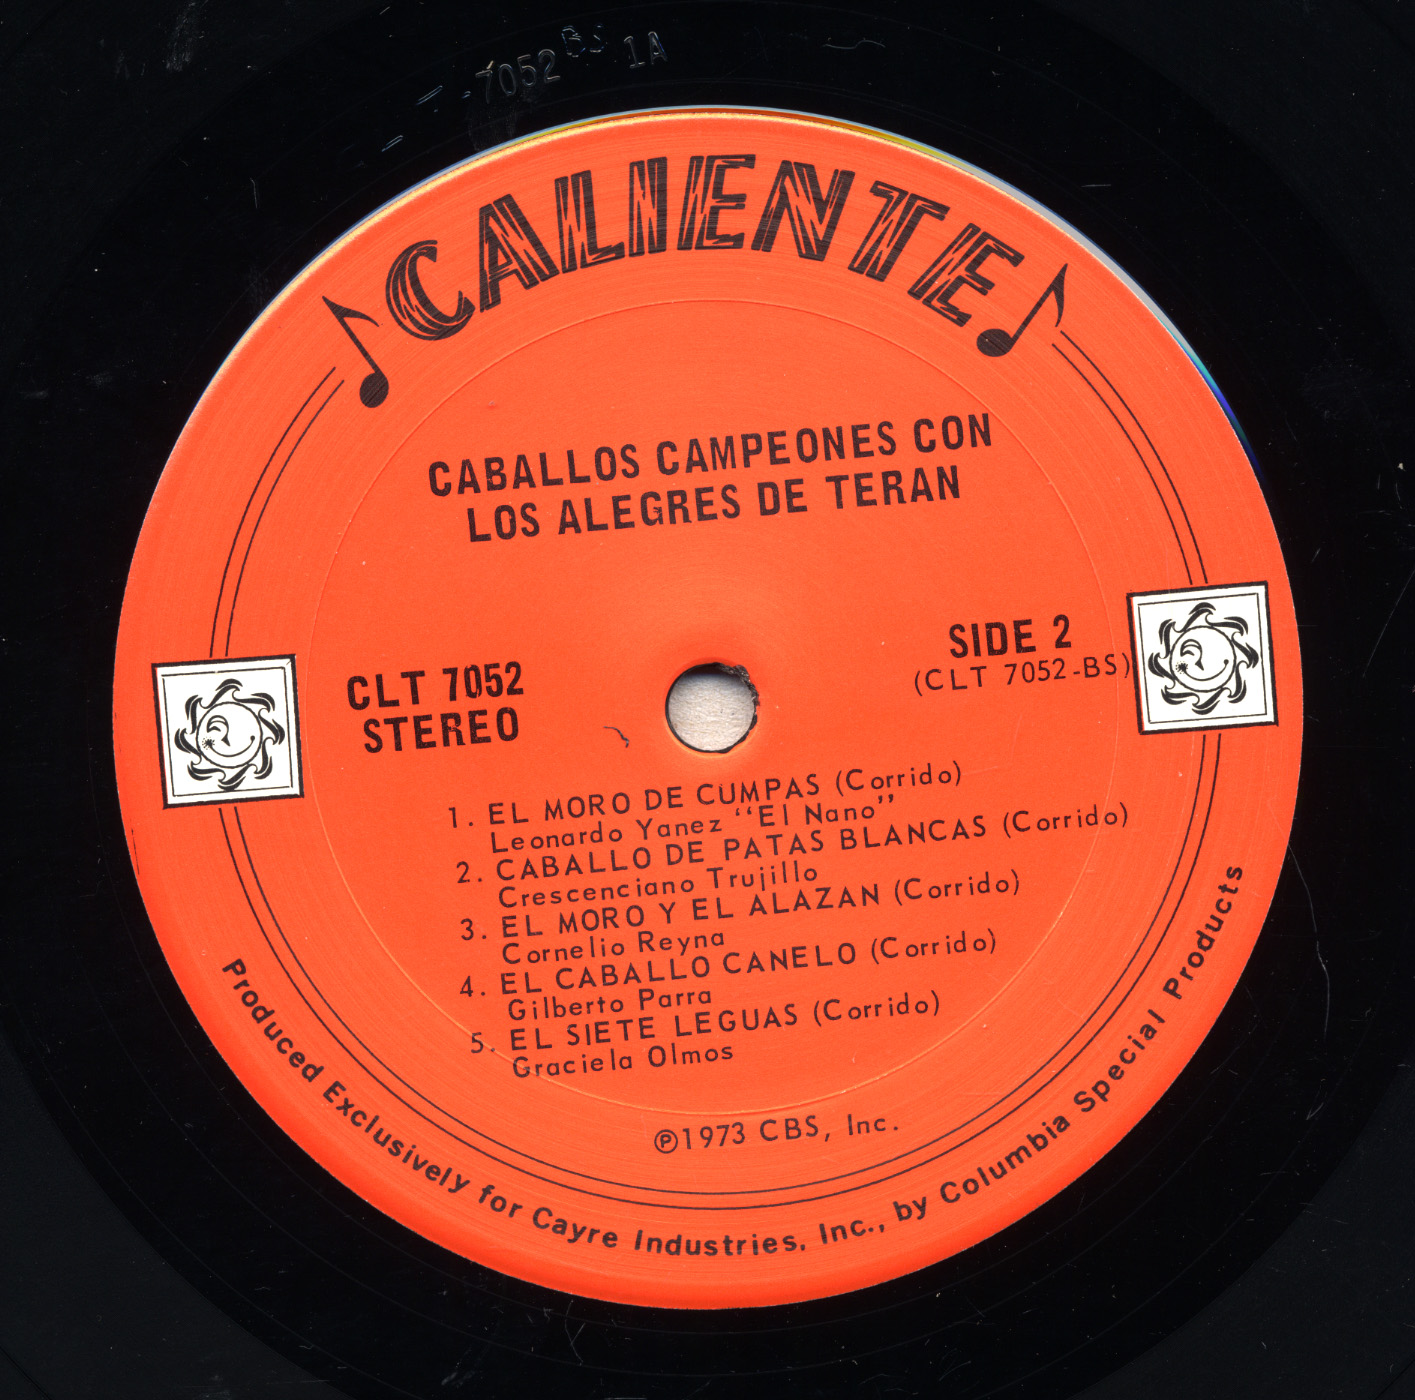 7052 BS 1A
CALIENTE
CABALLOS CAMPEONES CON
LOS ALEGRES DE TERAN
CLT 7052
STEREO
SIDE 2
(CLT 7052-BS)
1. EL MORO DE CUMPAS (Corrido)
Leonardo Yanez "El Nano"
2. CABALLO DE PATAS BLANCAS (Corrido)
Crescenciano Trujillo
3. EL MORO Y EL ALAZAN (Corrido)
Cornelio Reyna
4. EL CABALLO CANELO (Corrido)
Gilberto Parra
5. EL SIETE LEGUAS (Corrido)
Graciela Olmos
℗1973 CBS, Inc.
Produced Exclusively for Cayre Industries, Inc., by Columbia Special Products